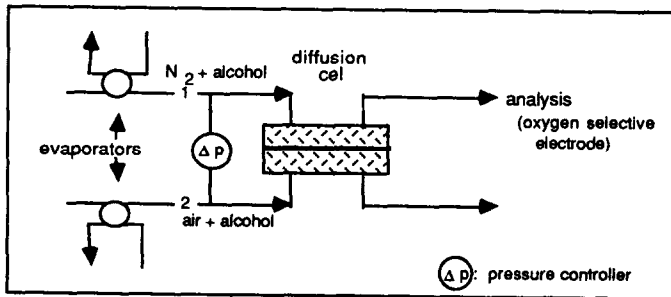 diffusion
cel
N2 + alcohol
1
analysis
(oxygen selective
electrode)
evaporators
Δp
2
air + alcohol
Δp: pressure controller